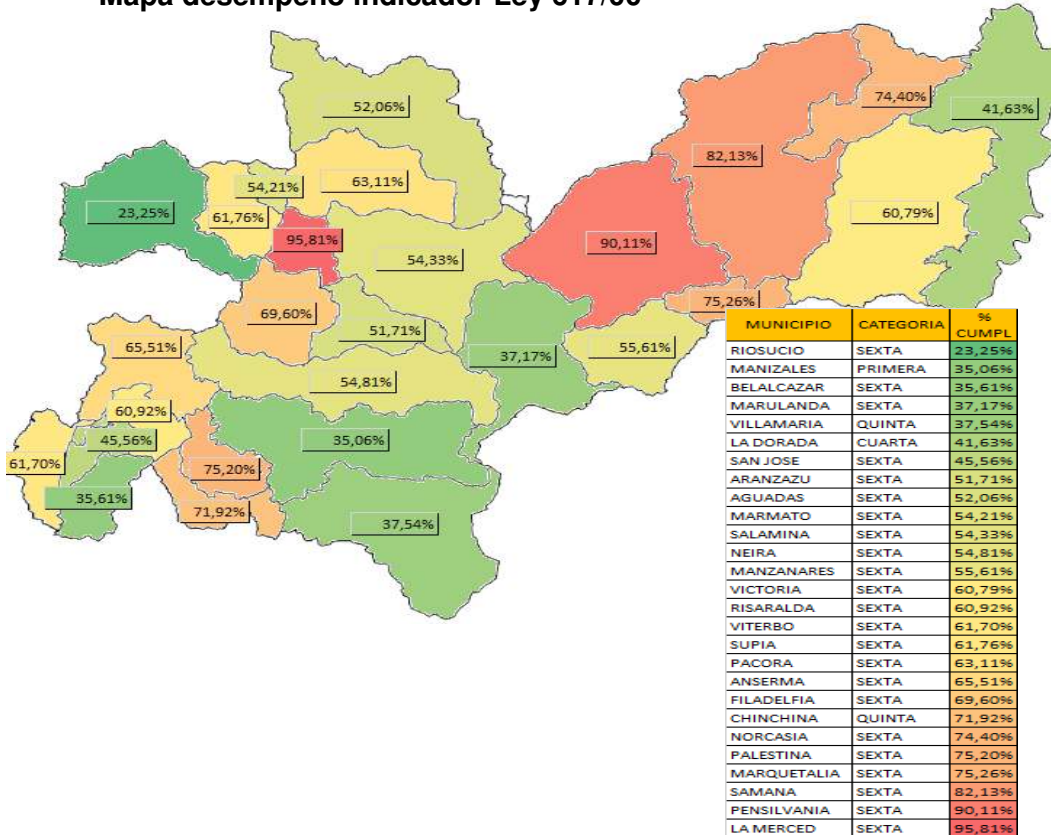 Mapa desempeño indicador Ley 617/00
52,06%
74,40%
41,63%
82,13%
54,21%
63,11%
23,25%
61,76%
60,79%
95,81%
90,11%
54,33%
69,60%
75,26%
51,71%
65,51%
37,17%
55,61%
54,81%
60,92%
45,56%
35,06%
61,70%
75,20%
35,61%
71,92%
37,54%
MUNICIPIO CATEGORIA % CUMPL
RIOSUCIO SEXTA 23,25%
MANIZALES PRIMERA 35,06%
BELALCAZAR SEXTA 35,61%
MARULANDA SEXTA 37,17%
VILLAMARIA QUINTA 37,54%
LA DORADA CUARTA 41,63%
SAN JOSE SEXTA 45,56%
ARANZAZU SEXTA 51,71%
AGUADAS SEXTA 52,06%
MARMATO SEXTA 54,21%
SALAMINA SEXTA 54,33%
NEIRA SEXTA 54,81%
MANZANARES SEXTA 55,61%
VICTORIA SEXTA 60,79%
RISARALDA SEXTA 60,92%
VITERBO SEXTA 61,70%
SUPIA SEXTA 61,76%
PACORA SEXTA 63,11%
ANSERMA SEXTA 65,51%
FILADELFIA SEXTA 69,60%
CHINCHINA QUINTA 71,92%
NORCASIA SEXTA 74,40%
PALESTINA SEXTA 75,20%
MARQUETALIA SEXTA 75,26%
SAMANA SEXTA 82,13%
PENSILVANIA SEXTA 90,11%
LA MERCED SEXTA 95,81%